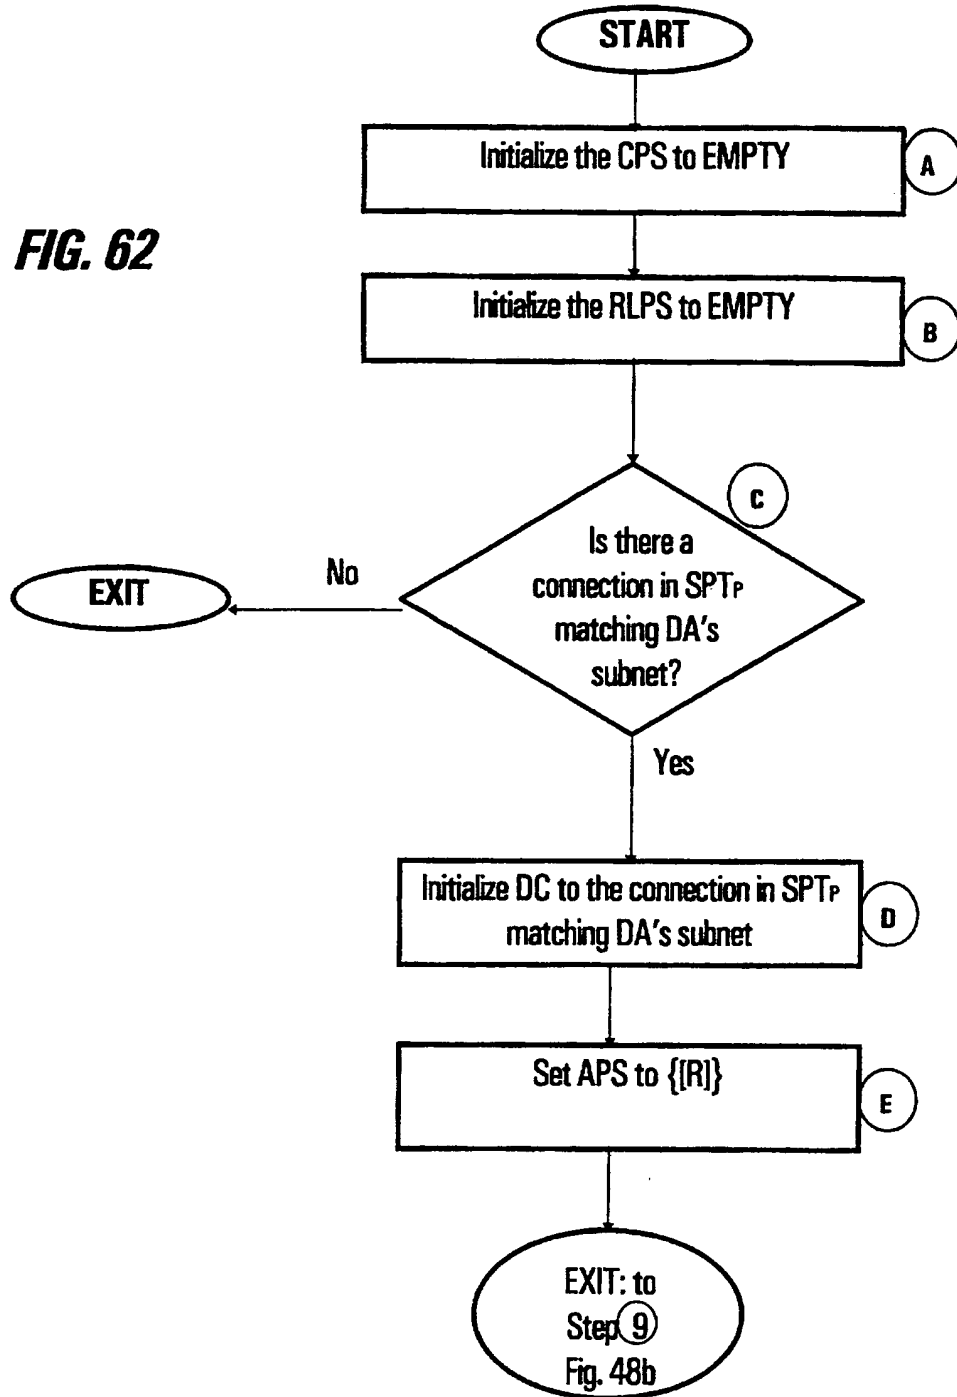 START
Initialize the CPS to EMPTY
A
FIG. 62
Initialize the RLPS to EMPTY
B
C
Is there a
connection in SPTP
matching DA's
subnet?
No
EXIT
Yes
Initialize DC to the connection in SPTP
matching DA's subnet
D
Set APS to {[R]}
E
EXIT: to
Step 9
Fig. 48b